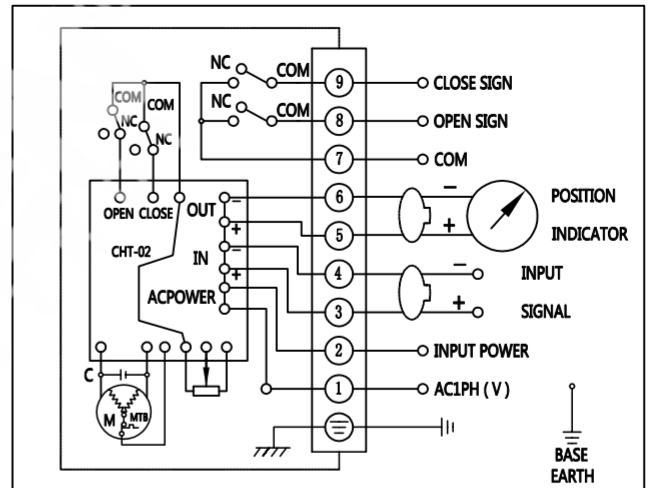 NC
COM
9
CLOSE SIGN
NC
COM
8
OPEN SIGN
7
COM
COM
COM
NC
NC
OPEN
CLOSE
OUT
−
+
IN
−
+
CHT-02
ACPOWER
6
−
POSITION
5
+
INDICATOR
4
−
INPUT
3
+
SIGNAL
2
INPUT POWER
1
AC1PH ( V )
C
M
MTB
BASE
EARTH